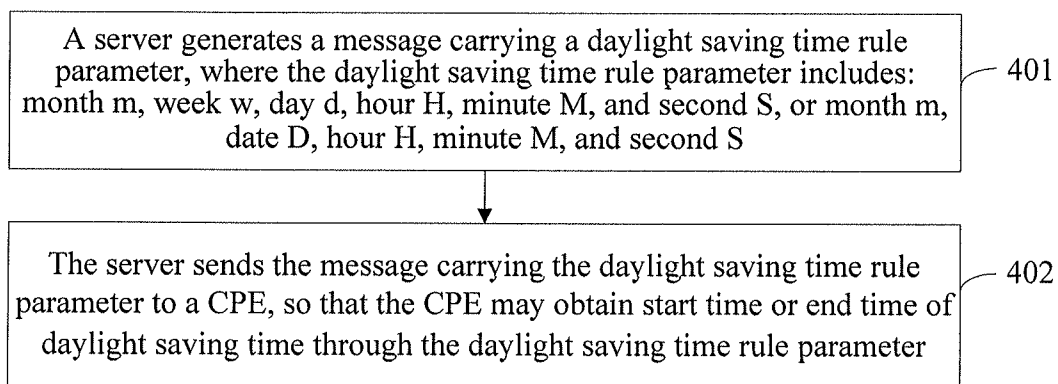 A server generates a message carrying a daylight saving time rule
parameter, where the daylight saving time rule parameter includes:
month m, week w, day d, hour H, minute M, and second S, or month m,
date D, hour H, minute M, and second S
401
The server sends the message carrying the daylight saving time rule
parameter to a CPE, so that the CPE may obtain start time or end time of
daylight saving time through the daylight saving time rule parameter
402